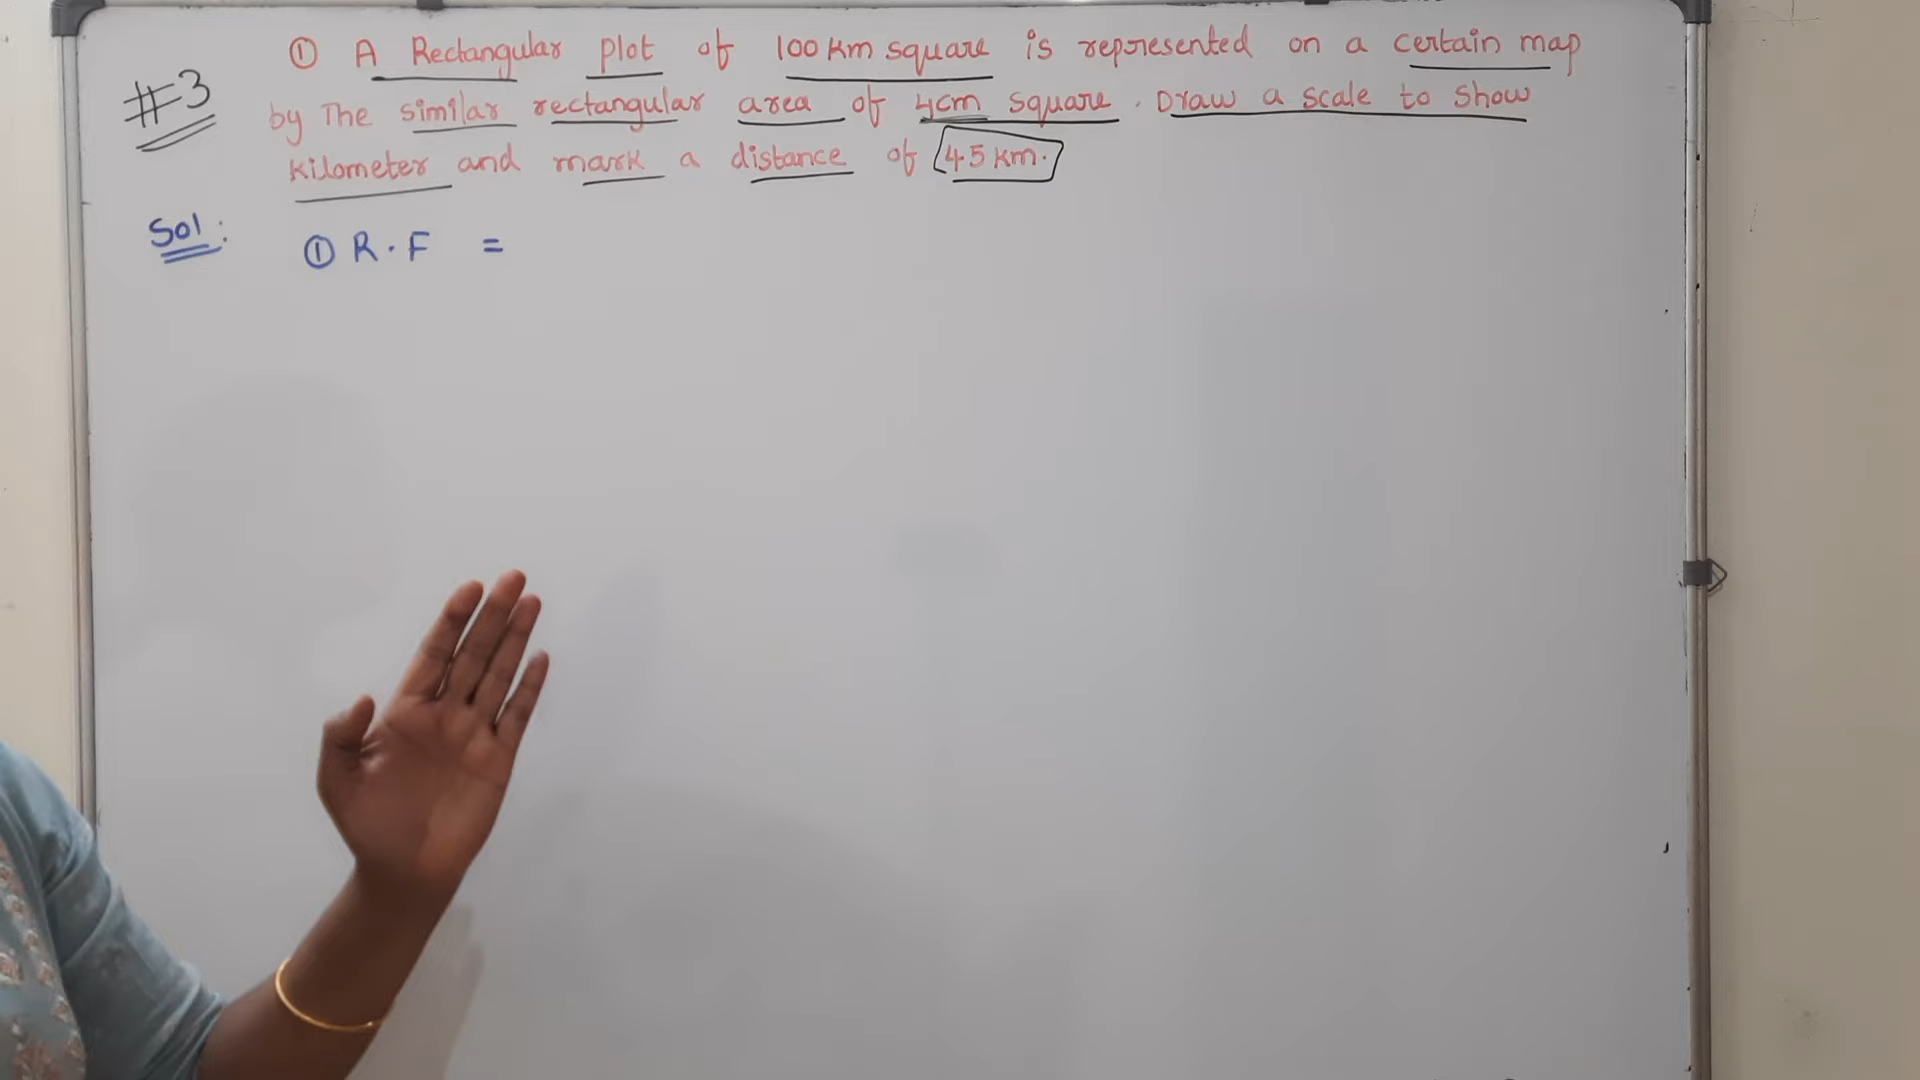 ① A Rectangular plot of 100 km square is represented on a certain map
#3
by The similar rectangular area of 4cm square. Draw a scale to show
kilometer and mark a distance of 45 km.
Sol:
① R.F =